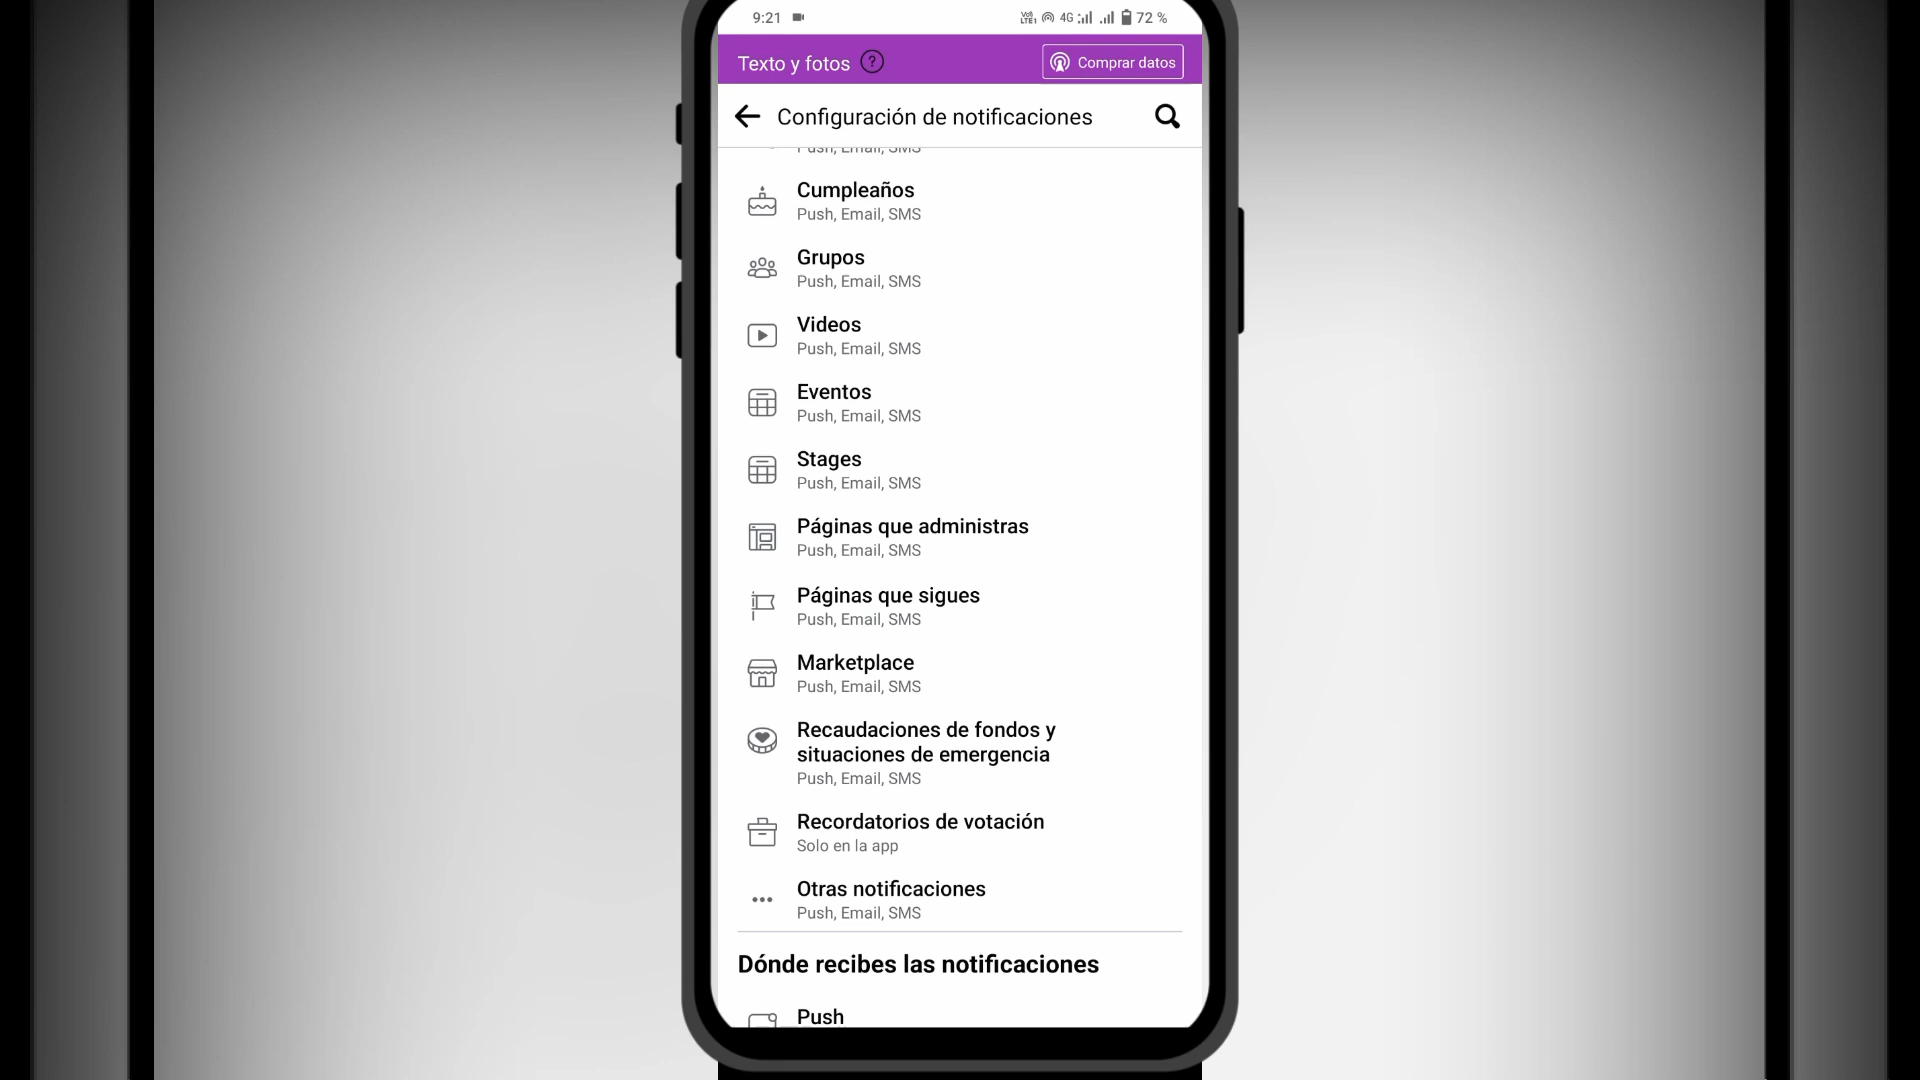 9:21 4G 72 %
Texto y fotos ? Comprar datos
Configuración de notificaciones
Push, Email, SMS
Cumpleaños
Push, Email, SMS
Grupos
Push, Email, SMS
Videos
Push, Email, SMS
Eventos
Push, Email, SMS
Stages
Push, Email, SMS
Páginas que administras
Push, Email, SMS
Páginas que sigues
Push, Email, SMS
Marketplace
Push, Email, SMS
Recaudaciones de fondos y
situaciones de emergencia
Push, Email, SMS
Recordatorios de votación
Solo en la app
Otras notificaciones
Push, Email, SMS
Dónde recibes las notificaciones
Push